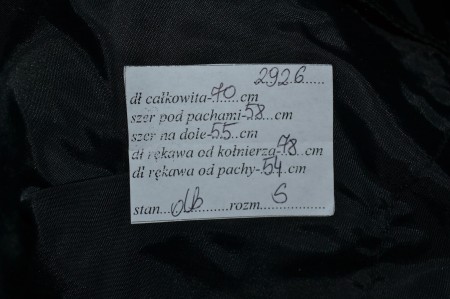 2926......
dł całkowita-70...cm
szer pod pachami-58...cm
szer na dole-55...cm
dł rękawa od kołnierza-78...cm
dł rękawa od pachy-54...cm
stan...db..........rozm....S..........